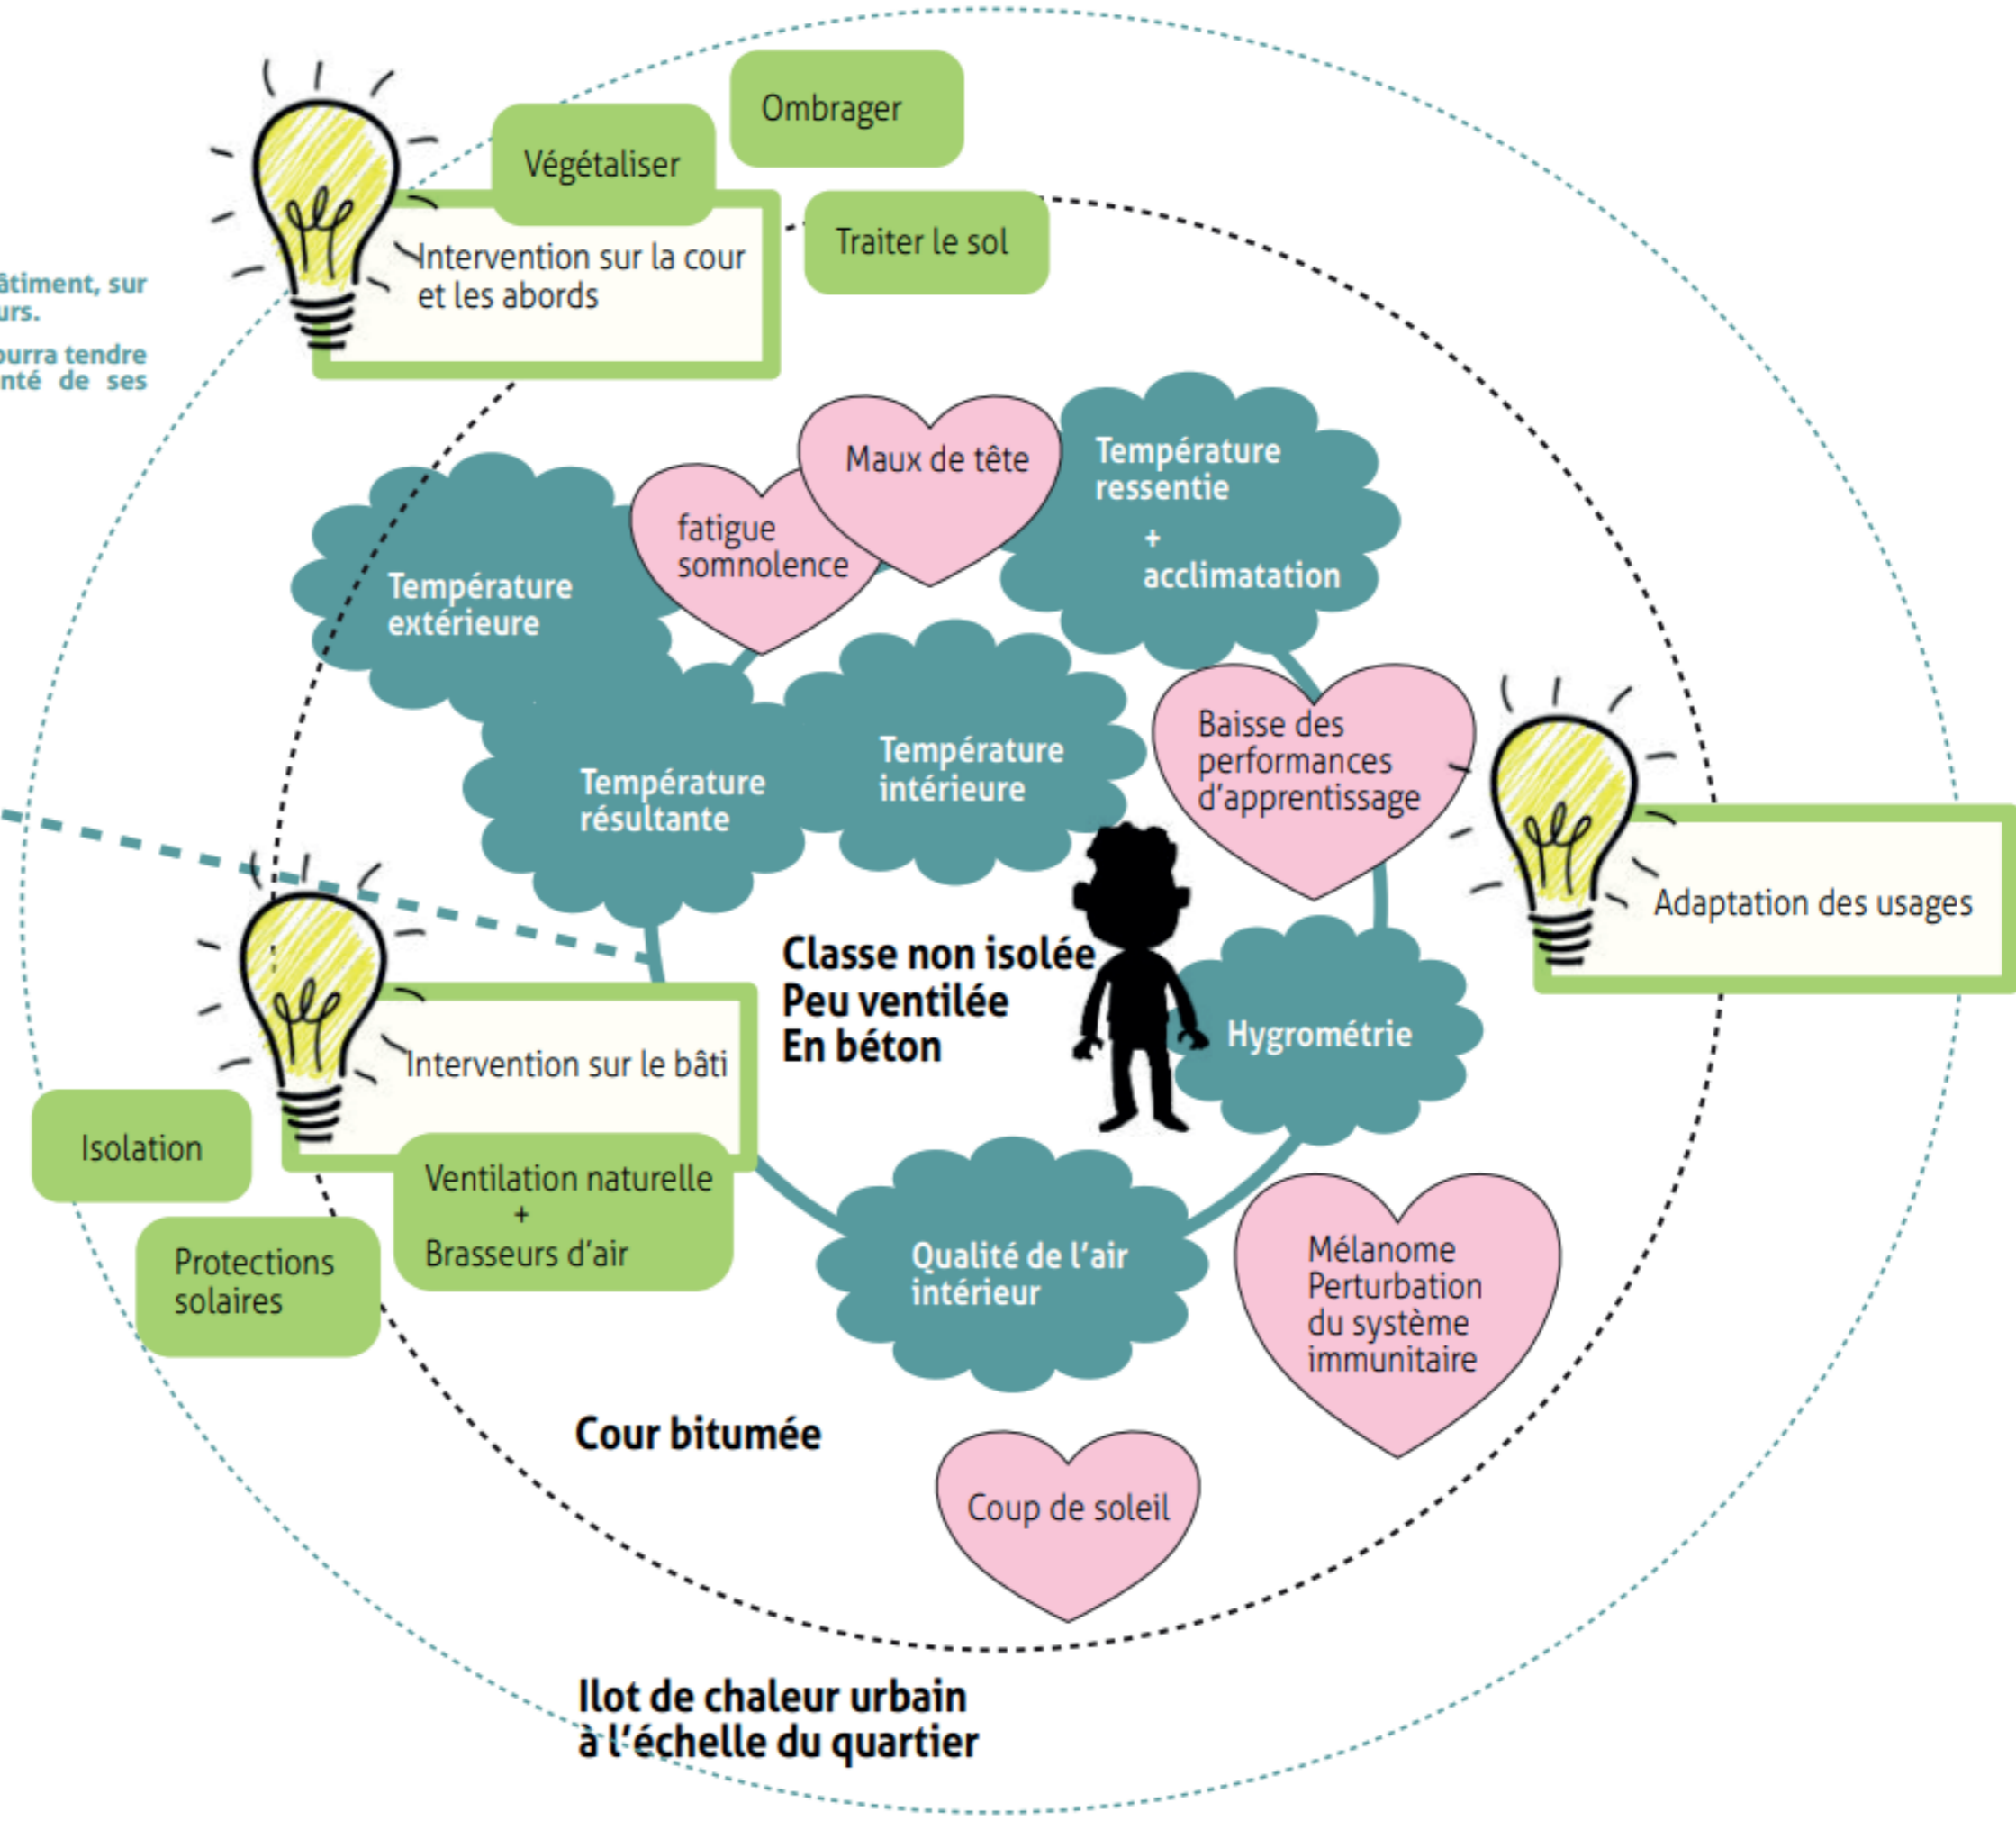 Ombrager
Végétaliser
Traiter le sol
Intervention sur la cour
et les abords
âtiment, sur
urs.
ourra tendre
nté de ses
Maux de tête
fatigue
somnolence
Température
ressentie
+
acclimatation
Température
extérieure
Température
résultante
Température
intérieure
Baisse des
performances
d'apprentissage
Adaptation des usages
Classe non isolée
Peu ventilée
En béton
Hygrométrie
Intervention sur le bâti
Isolation
Ventilation naturelle
+
Brasseurs d'air
Protections
solaires
Qualité de l'air
intérieur
Mélanome
Perturbation
du système
immunitaire
Cour bitumée
Coup de soleil
Ilot de chaleur urbain
à l'échelle du quartier